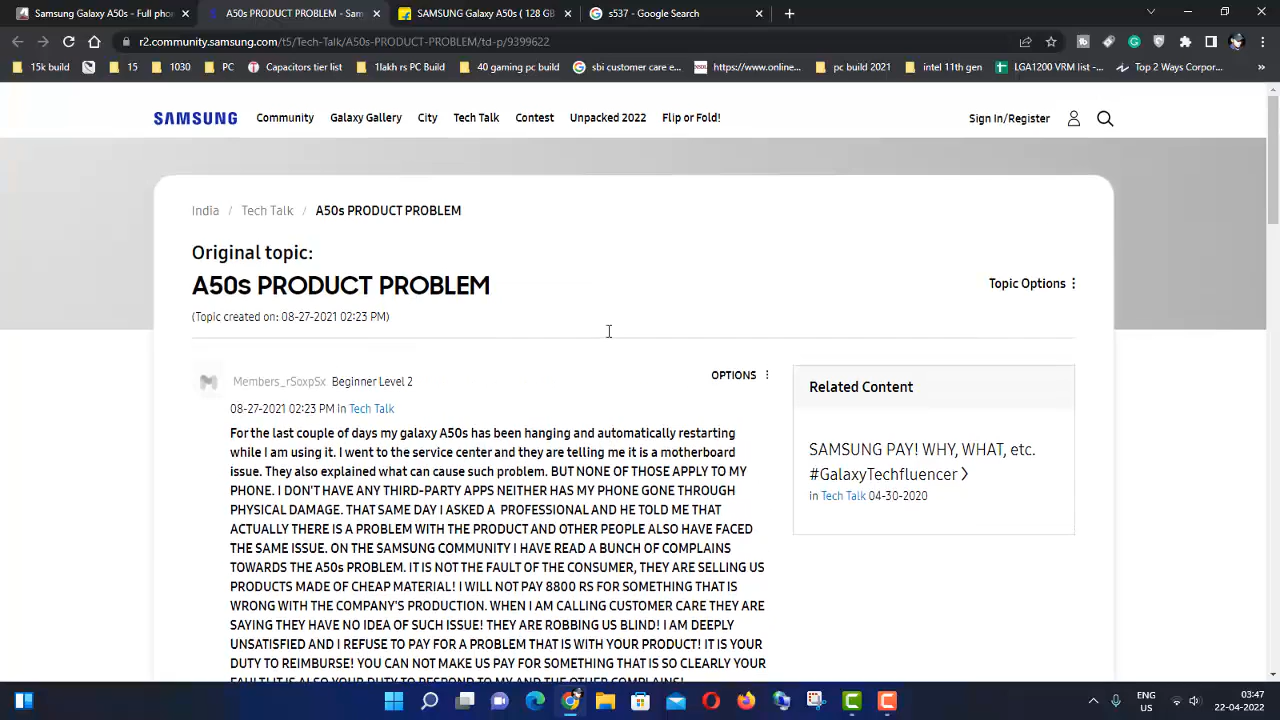 Samsung Galaxy A50s - Full phon
A50s PRODUCT PROBLEM - Sam
SAMSUNG Galaxy A50s ( 128 GB
s537 - Google Search
r2.community.samsung.com/t5/Tech-Talk/A50s-PRODUCT-PROBLEM/td-p/9399622
15k build
15
1030
PC
Capacitors tier list
1lakh rs PC Build
40 gaming pc build
sbi customer care e...
https://www.online...
pc build 2021
intel 11th gen
LGA1200 VRM list -...
Top 2 Ways Corpor...
SAMSUNG Community Galaxy Gallery City Tech Talk Contest Unpacked 2022 Flip or Fold! Sign In/Register
India / Tech Talk / A50s PRODUCT PROBLEM
Original topic:
A50s PRODUCT PROBLEM
Topic Options
(Topic created on: 08-27-2021 02:23 PM)
Members_rSoxpSx Beginner Level 2
OPTIONS
08-27-2021 02:23 PM in Tech Talk
For the last couple of days my galaxy A50s has been hanging and automatically restarting
while I am using it. I went to the service center and they are telling me it is a motherboard
issue. They also explained what can cause such problem. BUT NONE OF THOSE APPLY TO MY
PHONE. I DON'T HAVE ANY THIRD-PARTY APPS NEITHER HAS MY PHONE GONE THROUGH
PHYSICAL DAMAGE. THAT SAME DAY I ASKED A PROFESSIONAL AND HE TOLD ME THAT
ACTUALLY THERE IS A PROBLEM WITH THE PRODUCT AND OTHER PEOPLE ALSO HAVE FACED
THE SAME ISSUE. ON THE SAMSUNG COMMUNITY I HAVE READ A BUNCH OF COMPLAINS
TOWARDS THE A50s PROBLEM. IT IS NOT THE FAULT OF THE CONSUMER, THEY ARE SELLING US
PRODUCTS MADE OF CHEAP MATERIAL! I WILL NOT PAY 8800 RS FOR SOMETHING THAT IS
WRONG WITH THE COMPANY'S PRODUCTION. WHEN I AM CALLING CUSTOMER CARE THEY ARE
SAYING THEY HAVE NO IDEA OF SUCH ISSUE! THEY ARE ROBBING US BLIND! I AM DEEPLY
UNSATISFIED AND I REFUSE TO PAY FOR A PROBLEM THAT IS WITH YOUR PRODUCT! IT IS YOUR
DUTY TO REIMBURSE! YOU CAN NOT MAKE US PAY FOR SOMETHING THAT IS SO CLEARLY YOUR
FAULT! IT IS ALSO YOUR DUTY TO RESPOND TO MY AND THE OTHER COMPLAINS!
Related Content
SAMSUNG PAY! WHY, WHAT, etc.
#GalaxyTechfluencer
in Tech Talk 04-30-2020
ENG
US
03:47
22-04-2022